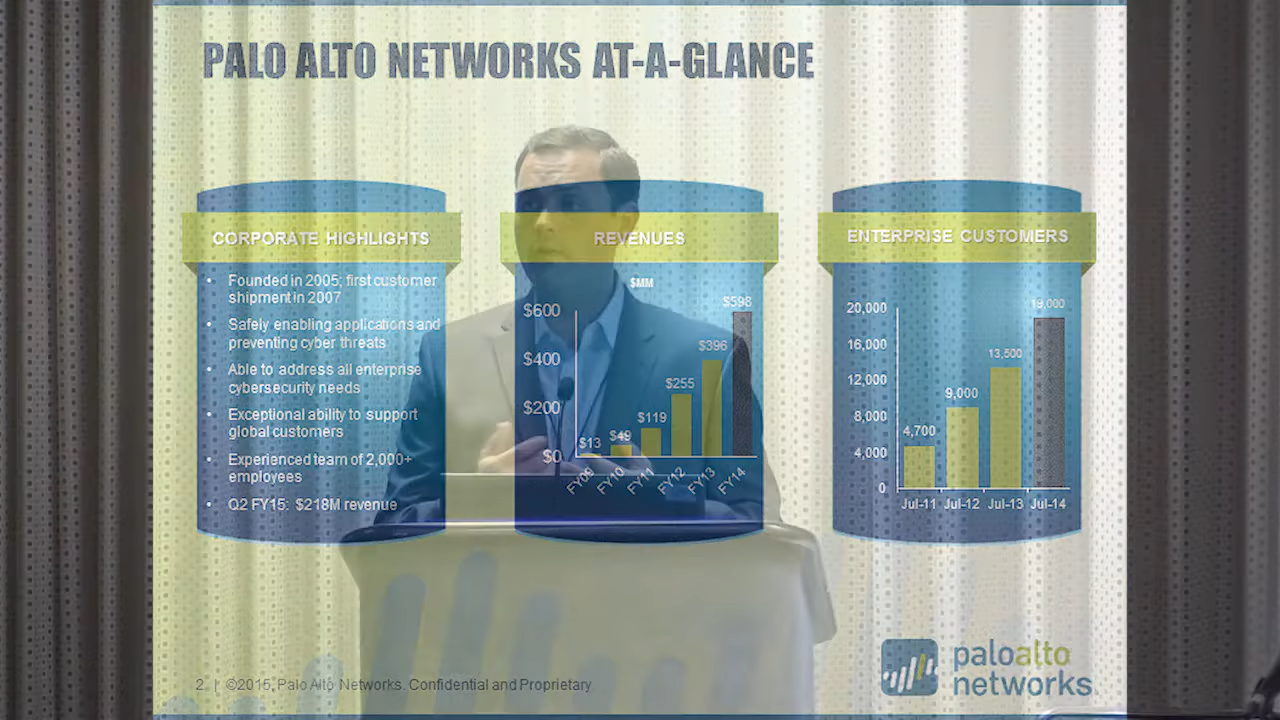 PALO ALTO NETWORKS AT-A-GLANCE
CORPORATE HIGHLIGHTS
• Founded in 2005; first customer
shipment in 2007
• Safely enabling applications and
preventing cyber threats
• Able to address all enterprise
cybersecurity needs
• Exceptional ability to support
global customers
• Experienced team of 2,000+
employees
• Q2 FY15: $218M revenue
REVENUES
$MM
$600
$400
$200
$0
$13
$49
$119
$255
$396
$598
FY09
FY10
FY11
FY12
FY13
FY14
ENTERPRISE CUSTOMERS
20,000
16,000
12,000
8,000
4,000
0
4,700
9,000
13,500
19,000
Jul-11
Jul-12
Jul-13
Jul-14
2 | ©2015, Palo Alto Networks. Confidential and Proprietary
paloalto
networks